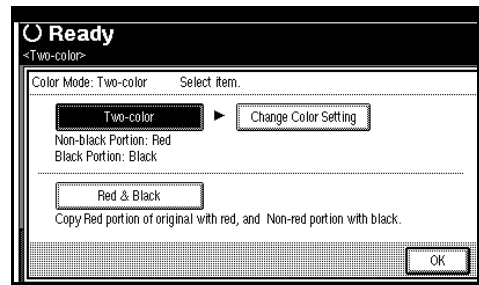 Ready
<Two-color>
Color Mode: Two-color Select item.
Two-color ► Change Color Setting
Non-black Portion: Red
Black Portion: Black
Red & Black
Copy Red portion of original with red, and Non-red portion with black.
OK